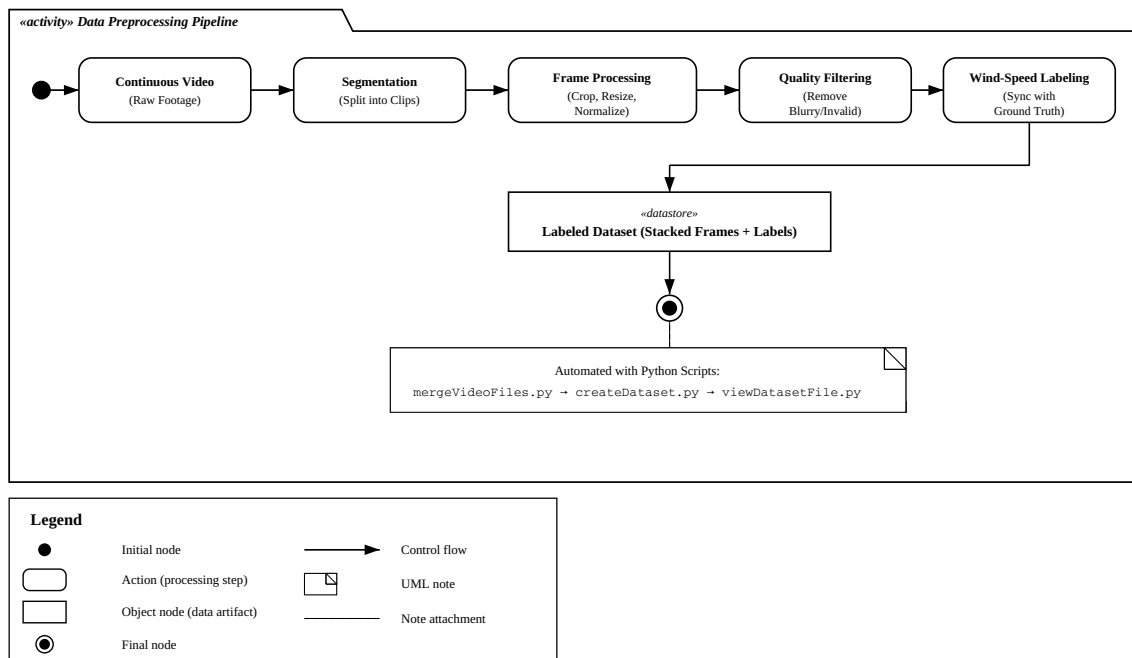 «activity» Data Preprocessing Pipeline
Continuous Video
(Raw Footage)
Segmentation
(Split into Clips)
Frame Processing
(Crop, Resize,
Normalize)
Quality Filtering
(Remove
Blurry/Invalid)
Wind-Speed Labeling
(Sync with
Ground Truth)
«datastore»
Labeled Dataset (Stacked Frames + Labels)
Automated with Python Scripts:
mergeVideoFiles.py → createDataset.py → viewDatasetFile.py
Legend
Initial node
Action (processing step)
Object node (data artifact)
Final node
Control flow
UML note
Note attachment